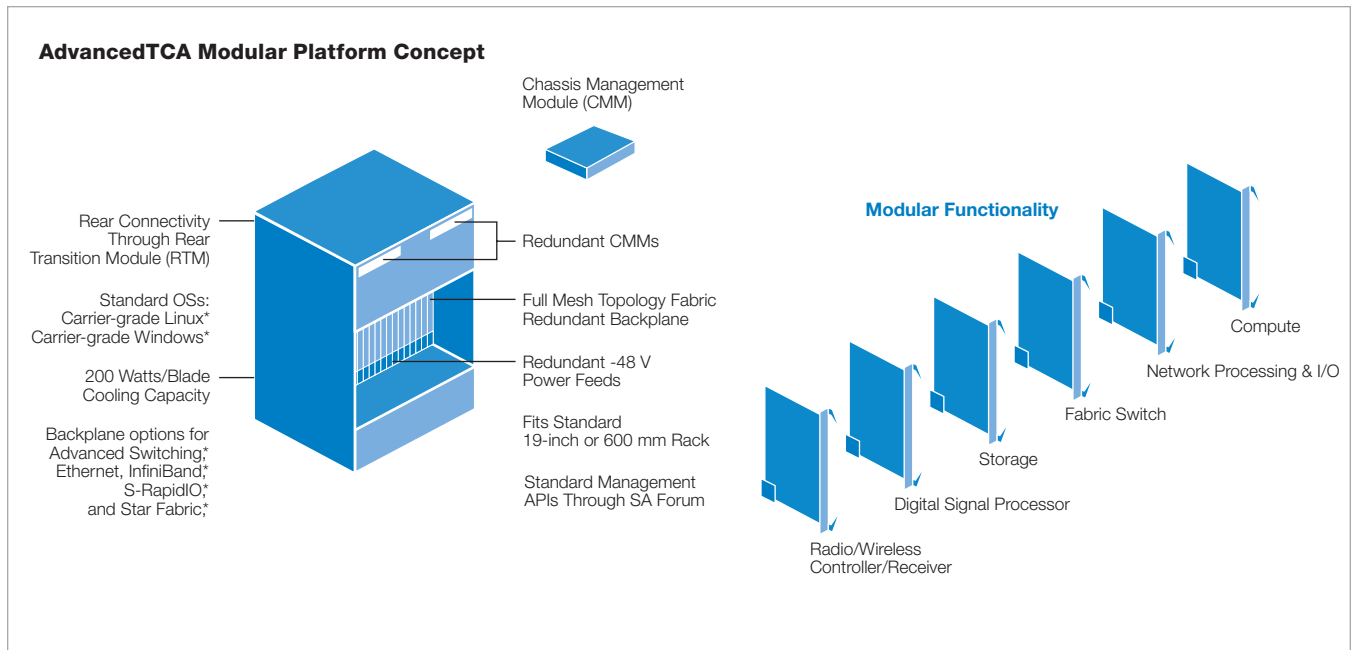 AdvancedTCA Modular Platform Concept
Chassis Management
Module (CMM)
Rear Connectivity
Through Rear
Transition Module (RTM)
Standard OSs:
Carrier-grade Linux*
Carrier-grade Windows*
200 Watts/Blade
Cooling Capacity
Backplane options for
Advanced Switching,*
Ethernet, InfiniBand,*
S-RapidIO,*
and Star Fabric,*
Redundant CMMs
Full Mesh Topology Fabric
Redundant Backplane
Redundant -48 V
Power Feeds
Fits Standard
19-inch or 600 mm Rack
Standard Management
APIs Through SA Forum
Modular Functionality
Compute
Network Processing & I/O
Fabric Switch
Storage
Digital Signal Processor
Radio/Wireless
Controller/Receiver